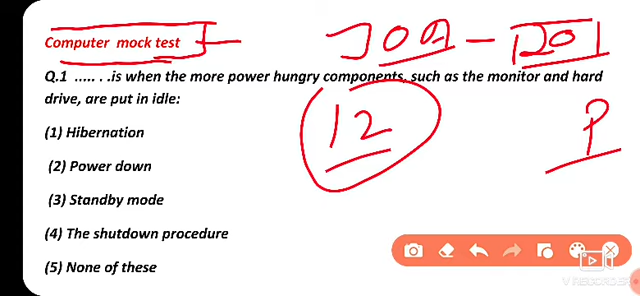 Computer mock test
Q.1 ..... . .is when the more power hungry components, such as the monitor and hard
drive, are put in idle:
12
P
(1) Hibernation
(2) Power down
(3) Standby mode
(4) The shutdown procedure
(5) None of these